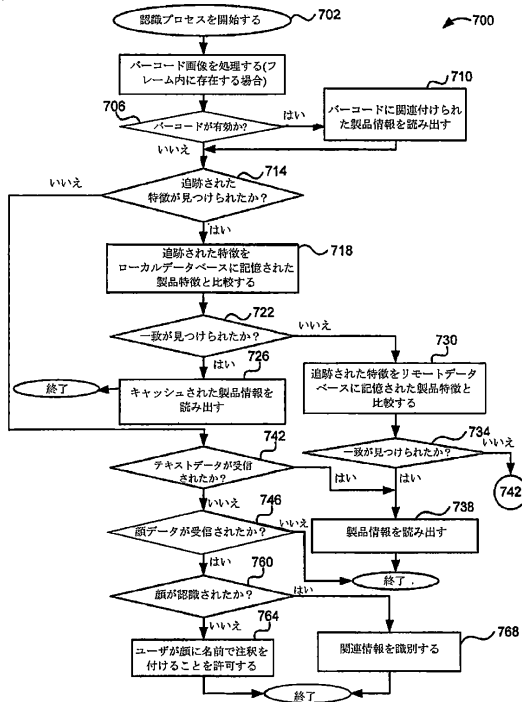 認識プロセスを開始する
702
700
バーコード画像を処理する(フ
レーム内に存在する場合)
710
バーコードに関連付けられ
た製品情報を読み出す
706
バーコードが有効か?
はい
いいえ
714
追跡された
特徴が見つけられたか?
いいえ
はい
718
追跡された特徴を
ローカルデータベースに記憶された
製品特徴と比較する
722
一致が見つけられたか?
いいえ
はい
726
キャッシュされた製品情報を
読み出す
終了
730
追跡された特徴をリモートデータ
ベースに記憶された製品特徴と
比較する
734
一致が見つけられたか?
いいえ
はい
742
742
テキストデータが受信
されたか?
はい
いいえ
738
製品情報を読み出す
終了
746
顔データが受信されたか?
いいえ
はい
760
顔が認識されたか?
はい
いいえ
764
ユーザが顔に名前で注釈を
付けることを許可する
768
関連情報を識別する
終了